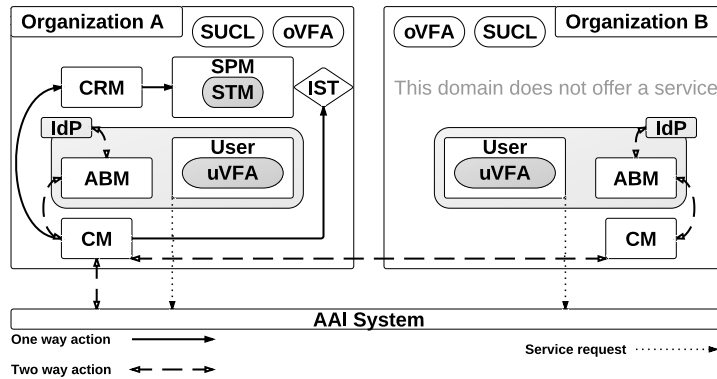 Organization A
SUCL
oVFA
oVFA
SUCL
Organization B
SPM
CRM
STM
IST
This domain does not offer a service
IdP
User
ABM
uVFA
CM
User
IdP
uVFA
ABM
CM
AAI System
One way action
Service request
Two way action